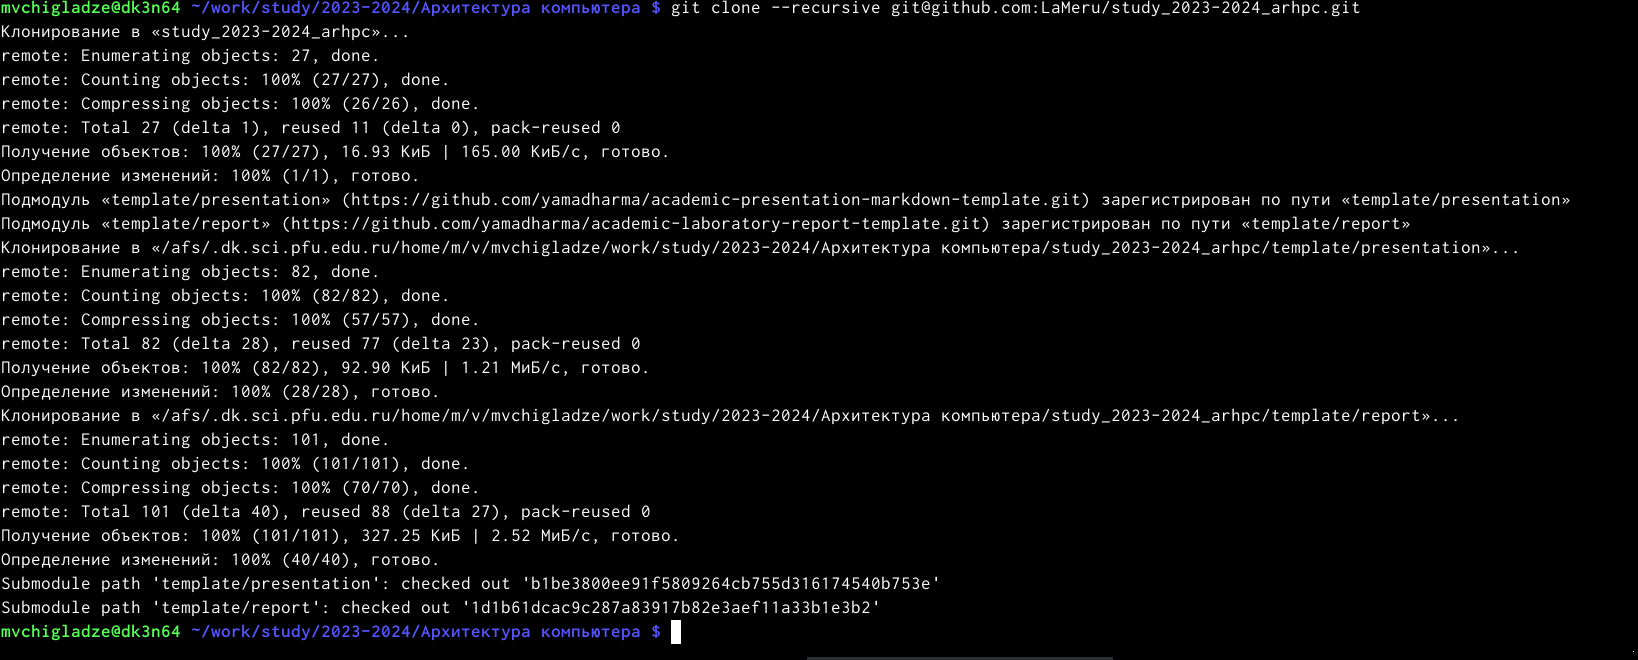 mvchigladze@dk3n64 ~/work/study/2023-2024/Архитектура компьютера $ git clone --recursive git@github.com:LaMeru/study_2023-2024_arhpc.git
Клонирование в «study_2023-2024_arhpc»...
remote: Enumerating objects: 27, done.
remote: Counting objects: 100% (27/27), done.
remote: Compressing objects: 100% (26/26), done.
remote: Total 27 (delta 1), reused 11 (delta 0), pack-reused 0
Получение объектов: 100% (27/27), 16.93 КиБ | 165.00 КиБ/с, готово.
Определение изменений: 100% (1/1), готово.
Подмодуль «template/presentation» (https://github.com/yamadharma/academic-presentation-markdown-template.git) зарегистрирован по пути «template/presentation»
Подмодуль «template/report» (https://github.com/yamadharma/academic-laboratory-report-template.git) зарегистрирован по пути «template/report»
Клонирование в «/afs/.dk.sci.pfu.edu.ru/home/m/v/mvchigladze/work/study/2023-2024/Архитектура компьютера/study_2023-2024_arhpc/template/presentation»...
remote: Enumerating objects: 82, done.
remote: Counting objects: 100% (82/82), done.
remote: Compressing objects: 100% (57/57), done.
remote: Total 82 (delta 28), reused 77 (delta 23), pack-reused 0
Получение объектов: 100% (82/82), 92.90 КиБ | 1.21 МиБ/с, готово.
Определение изменений: 100% (28/28), готово.
Клонирование в «/afs/.dk.sci.pfu.edu.ru/home/m/v/mvchigladze/work/study/2023-2024/Архитектура компьютера/study_2023-2024_arhpc/template/report»...
remote: Enumerating objects: 101, done.
remote: Counting objects: 100% (101/101), done.
remote: Compressing objects: 100% (70/70), done.
remote: Total 101 (delta 40), reused 88 (delta 27), pack-reused 0
Получение объектов: 100% (101/101), 327.25 КиБ | 2.52 МиБ/с, готово.
Определение изменений: 100% (40/40), готово.
Submodule path 'template/presentation': checked out 'b1be3800ee91f5809264cb755d316174540b753e'
Submodule path 'template/report': checked out '1d1b61dcac9c287a83917b82e3aef11a33b1e3b2'
mvchigladze@dk3n64 ~/work/study/2023-2024/Архитектура компьютера $